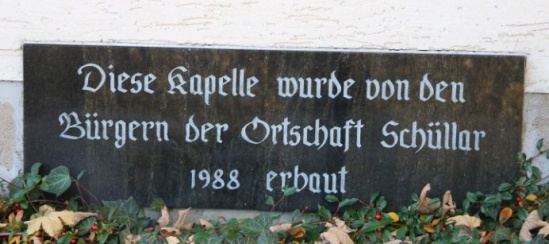 Diese Kapelle wurde von den
Bürgern der Ortschaft Schüllar
1988 erbaut